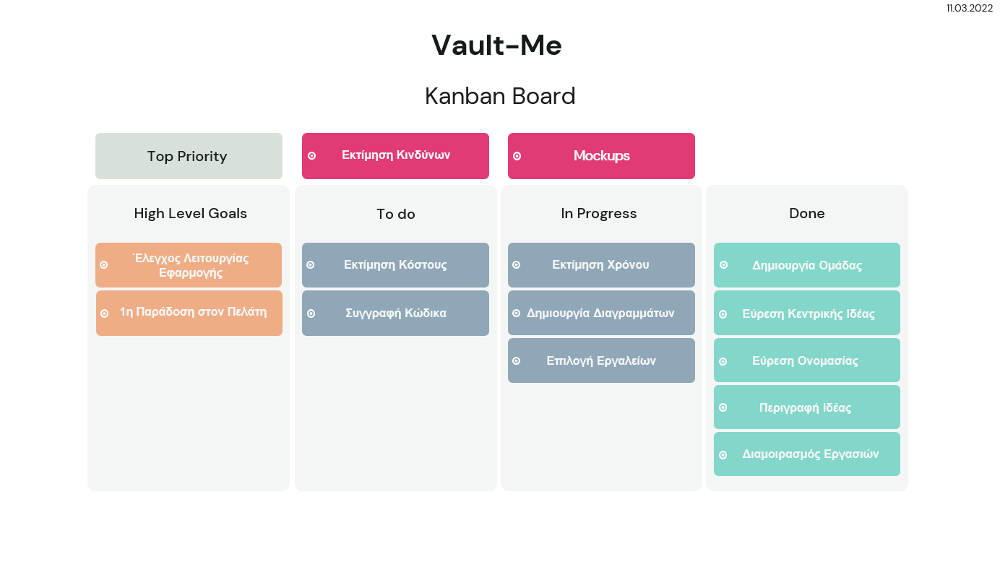 11.03.2022
Vault-Me
Kanban Board
Top Priority
Εκτίμηση Κινδύνων
Mockups
High Level Goals
Έλεγχος Λειτουργίας
Εφαρμογής
1η Παράδοση στον Πελάτη
To do
Εκτίμηση Κόστους
Συγγραφή Κώδικα
In Progress
Εκτίμηση Χρόνου
Δημιουργία Διαγραμμάτων
Επιλογή Εργαλείων
Done
Δημιουργία Ομάδας
Εύρεση Κεντρικής Ιδέας
Εύρεση Ονομασίας
Περιγραφή Ιδέας
Διαμοιρασμός Εργασιών